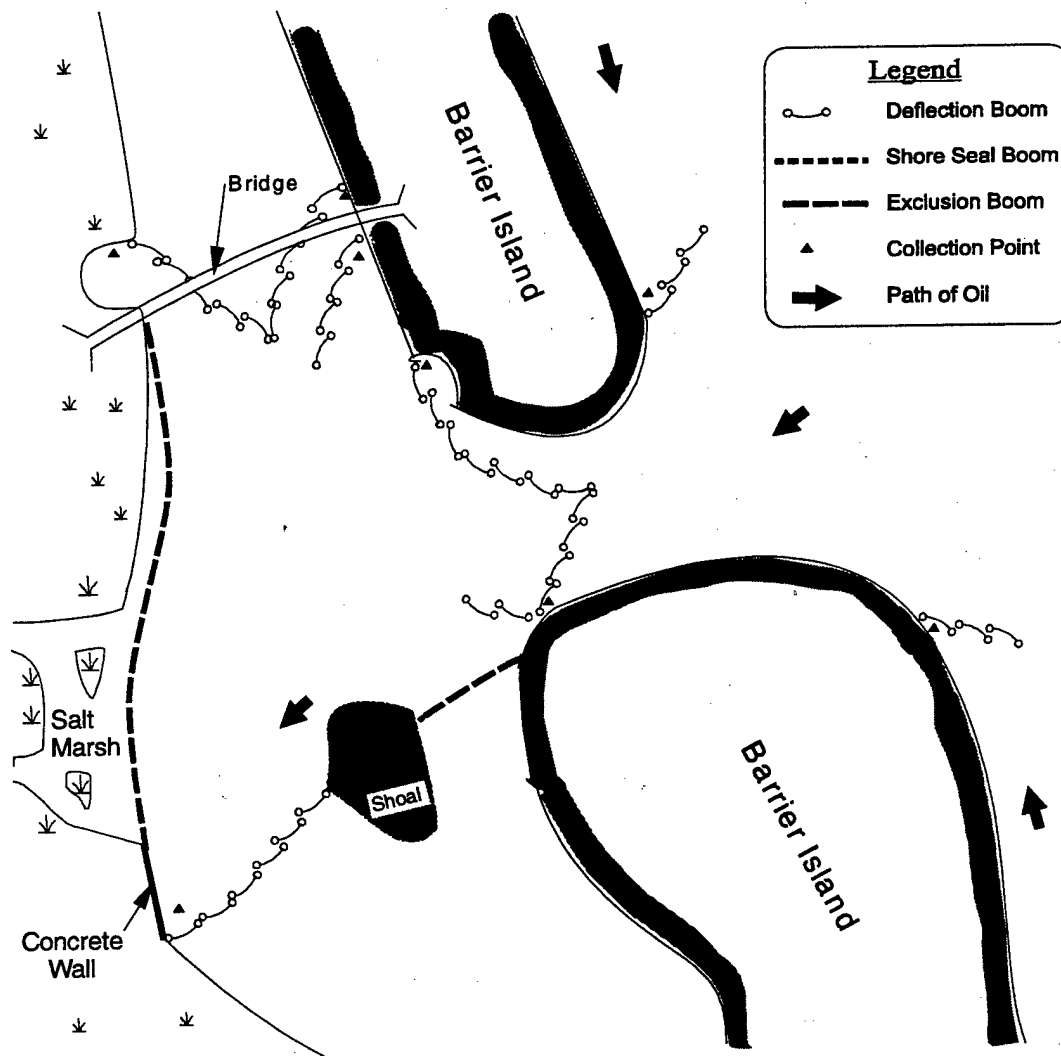 Legend
Deflection Boom
Shore Seal Boom
Exclusion Boom
Collection Point
Path of Oil
Barrier Island
Bridge
Salt
Marsh
Shoal
Barrier Island
Concrete
Wall